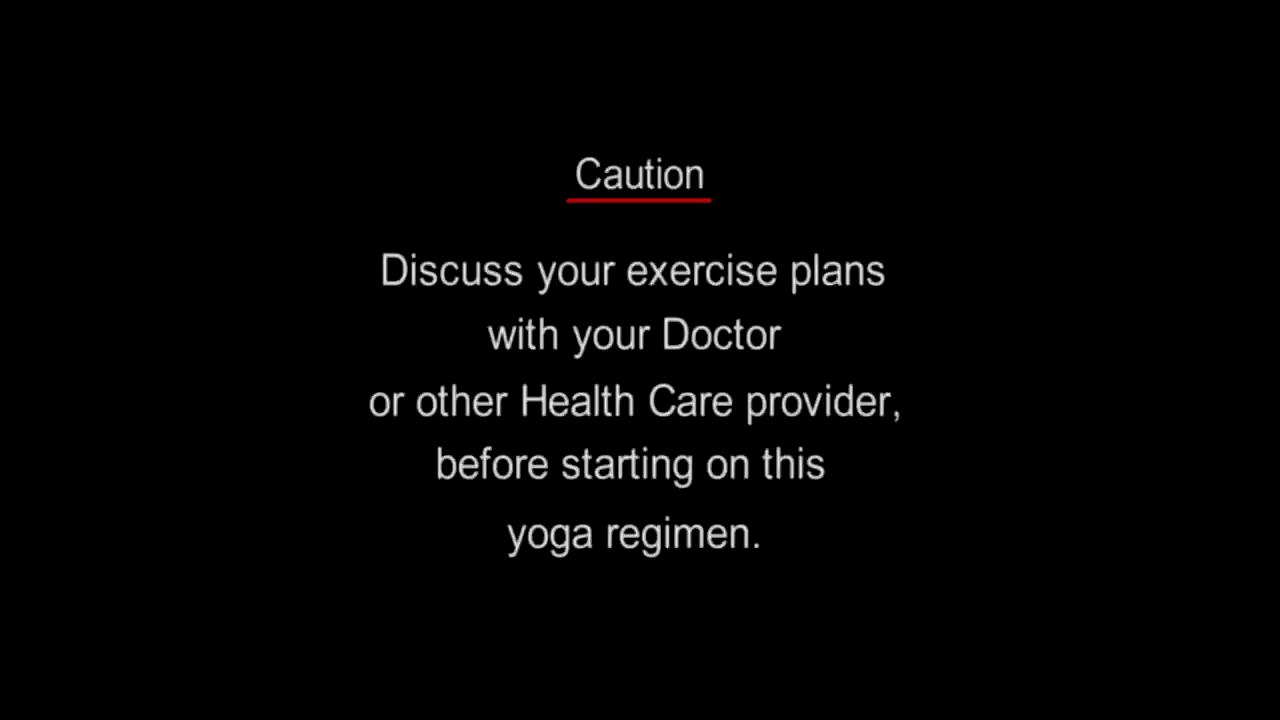 Caution
Discuss your exercise plans
with your Doctor
or other Health Care provider,
before starting on this
yoga regimen.